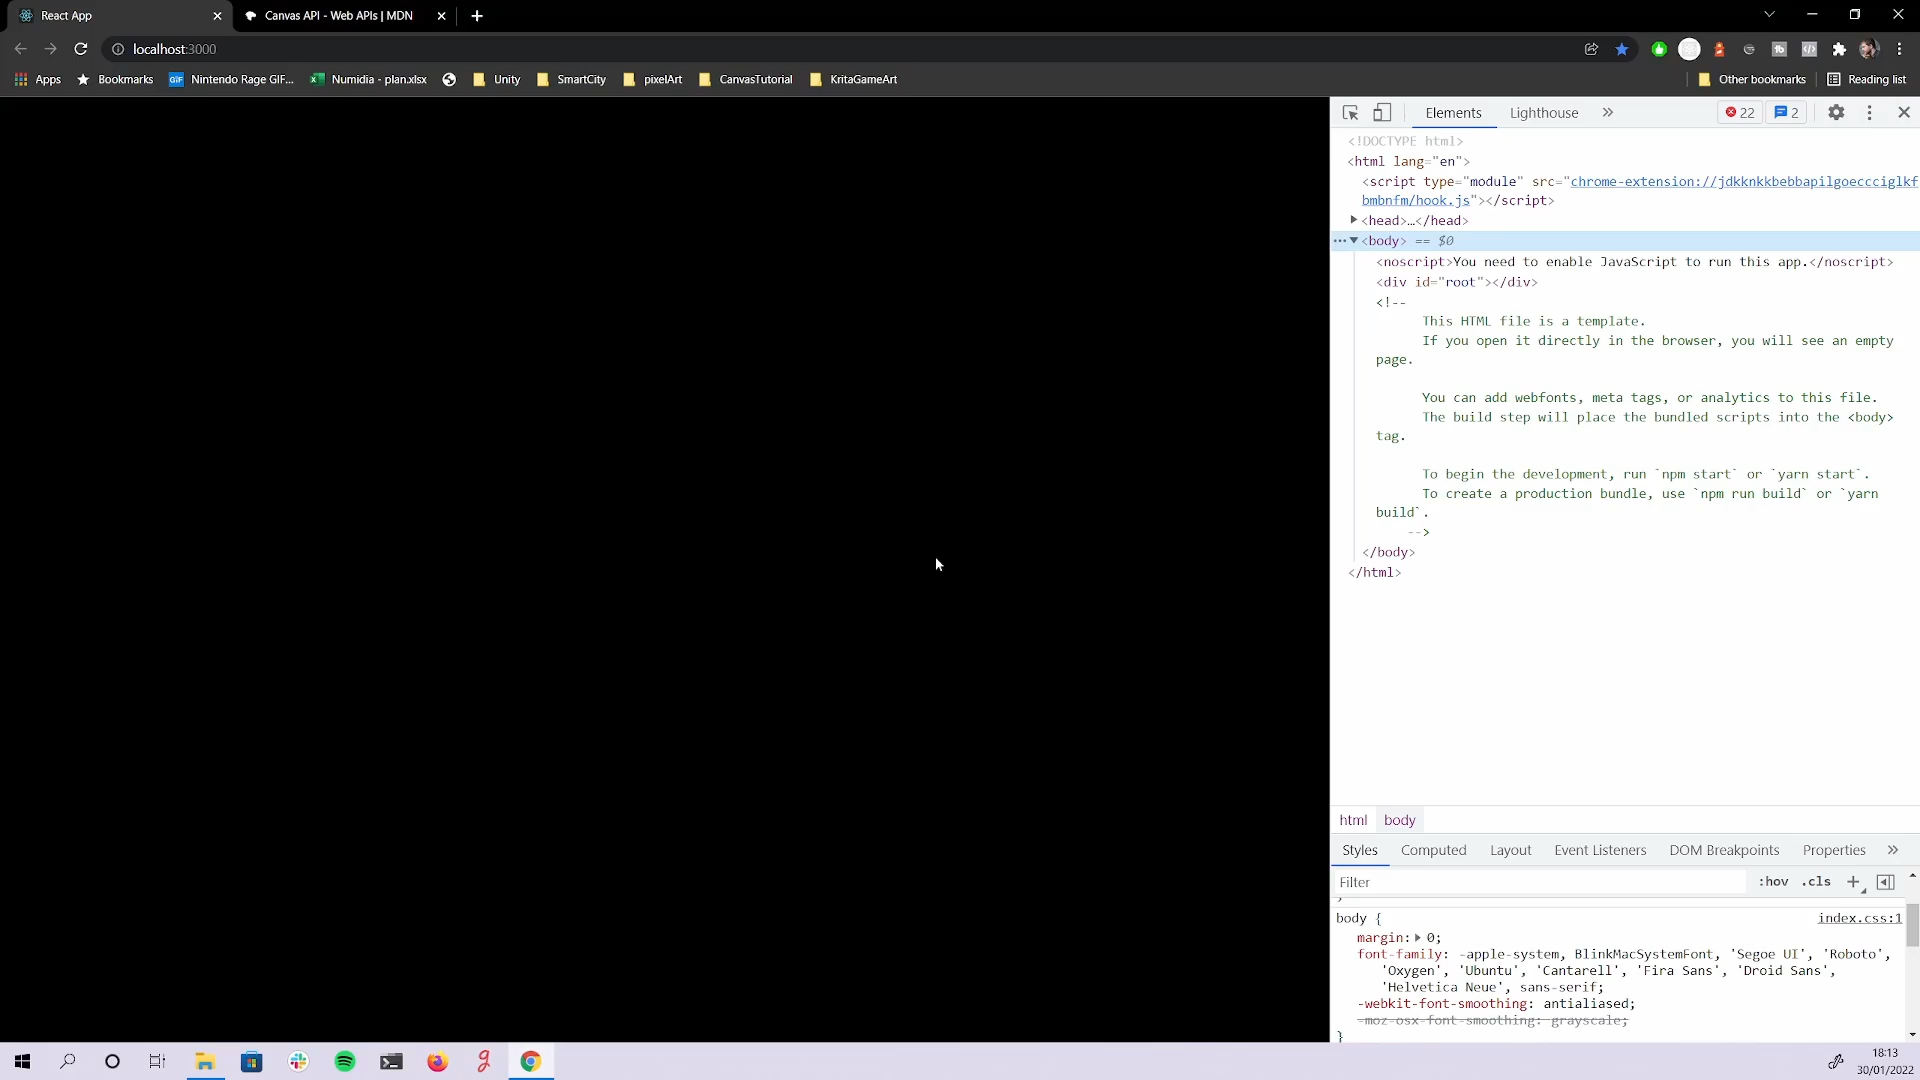 React App
Canvas API - Web APIs | MDN
localhost:3000
Apps
Bookmarks
GIF
Nintendo Rage GIF...
Numidia - plan.xlsx
Unity
SmartCity
pixelArt
CanvasTutorial
KritaGameArt
Other bookmarks
Reading list
Elements
Lighthouse
22
2
<!DOCTYPE html>
<html lang="en">
<script type="module" src="chrome-extension://jdkknkkbebbapilgoeccciglkf
bmbnfm/hook.js"></script>
<head>…</head>
<body> == $0
<noscript>You need to enable JavaScript to run this app.</noscript>
<div id="root"></div>
<!--
This HTML file is a template.
If you open it directly in the browser, you will see an empty
page.
You can add webfonts, meta tags, or analytics to this file.
The build step will place the bundled scripts into the <body>
tag.
To begin the development, run `npm start` or `yarn start`.
To create a production bundle, use `npm run build` or `yarn
build`.
-->
</body>
</html>
html
body
Styles
Computed
Layout
Event Listeners
DOM Breakpoints
Properties
Filter
:hov
.cls
body {
index.css:1
margin: 0;
font-family: -apple-system, BlinkMacSystemFont, 'Segoe UI', 'Roboto',
'Oxygen', 'Ubuntu', 'Cantarell', 'Fira Sans', 'Droid Sans',
'Helvetica Neue', sans-serif;
-webkit-font-smoothing: antialiased;
-moz-osx-font-smoothing: grayscale;
}
18:13
30/01/2022